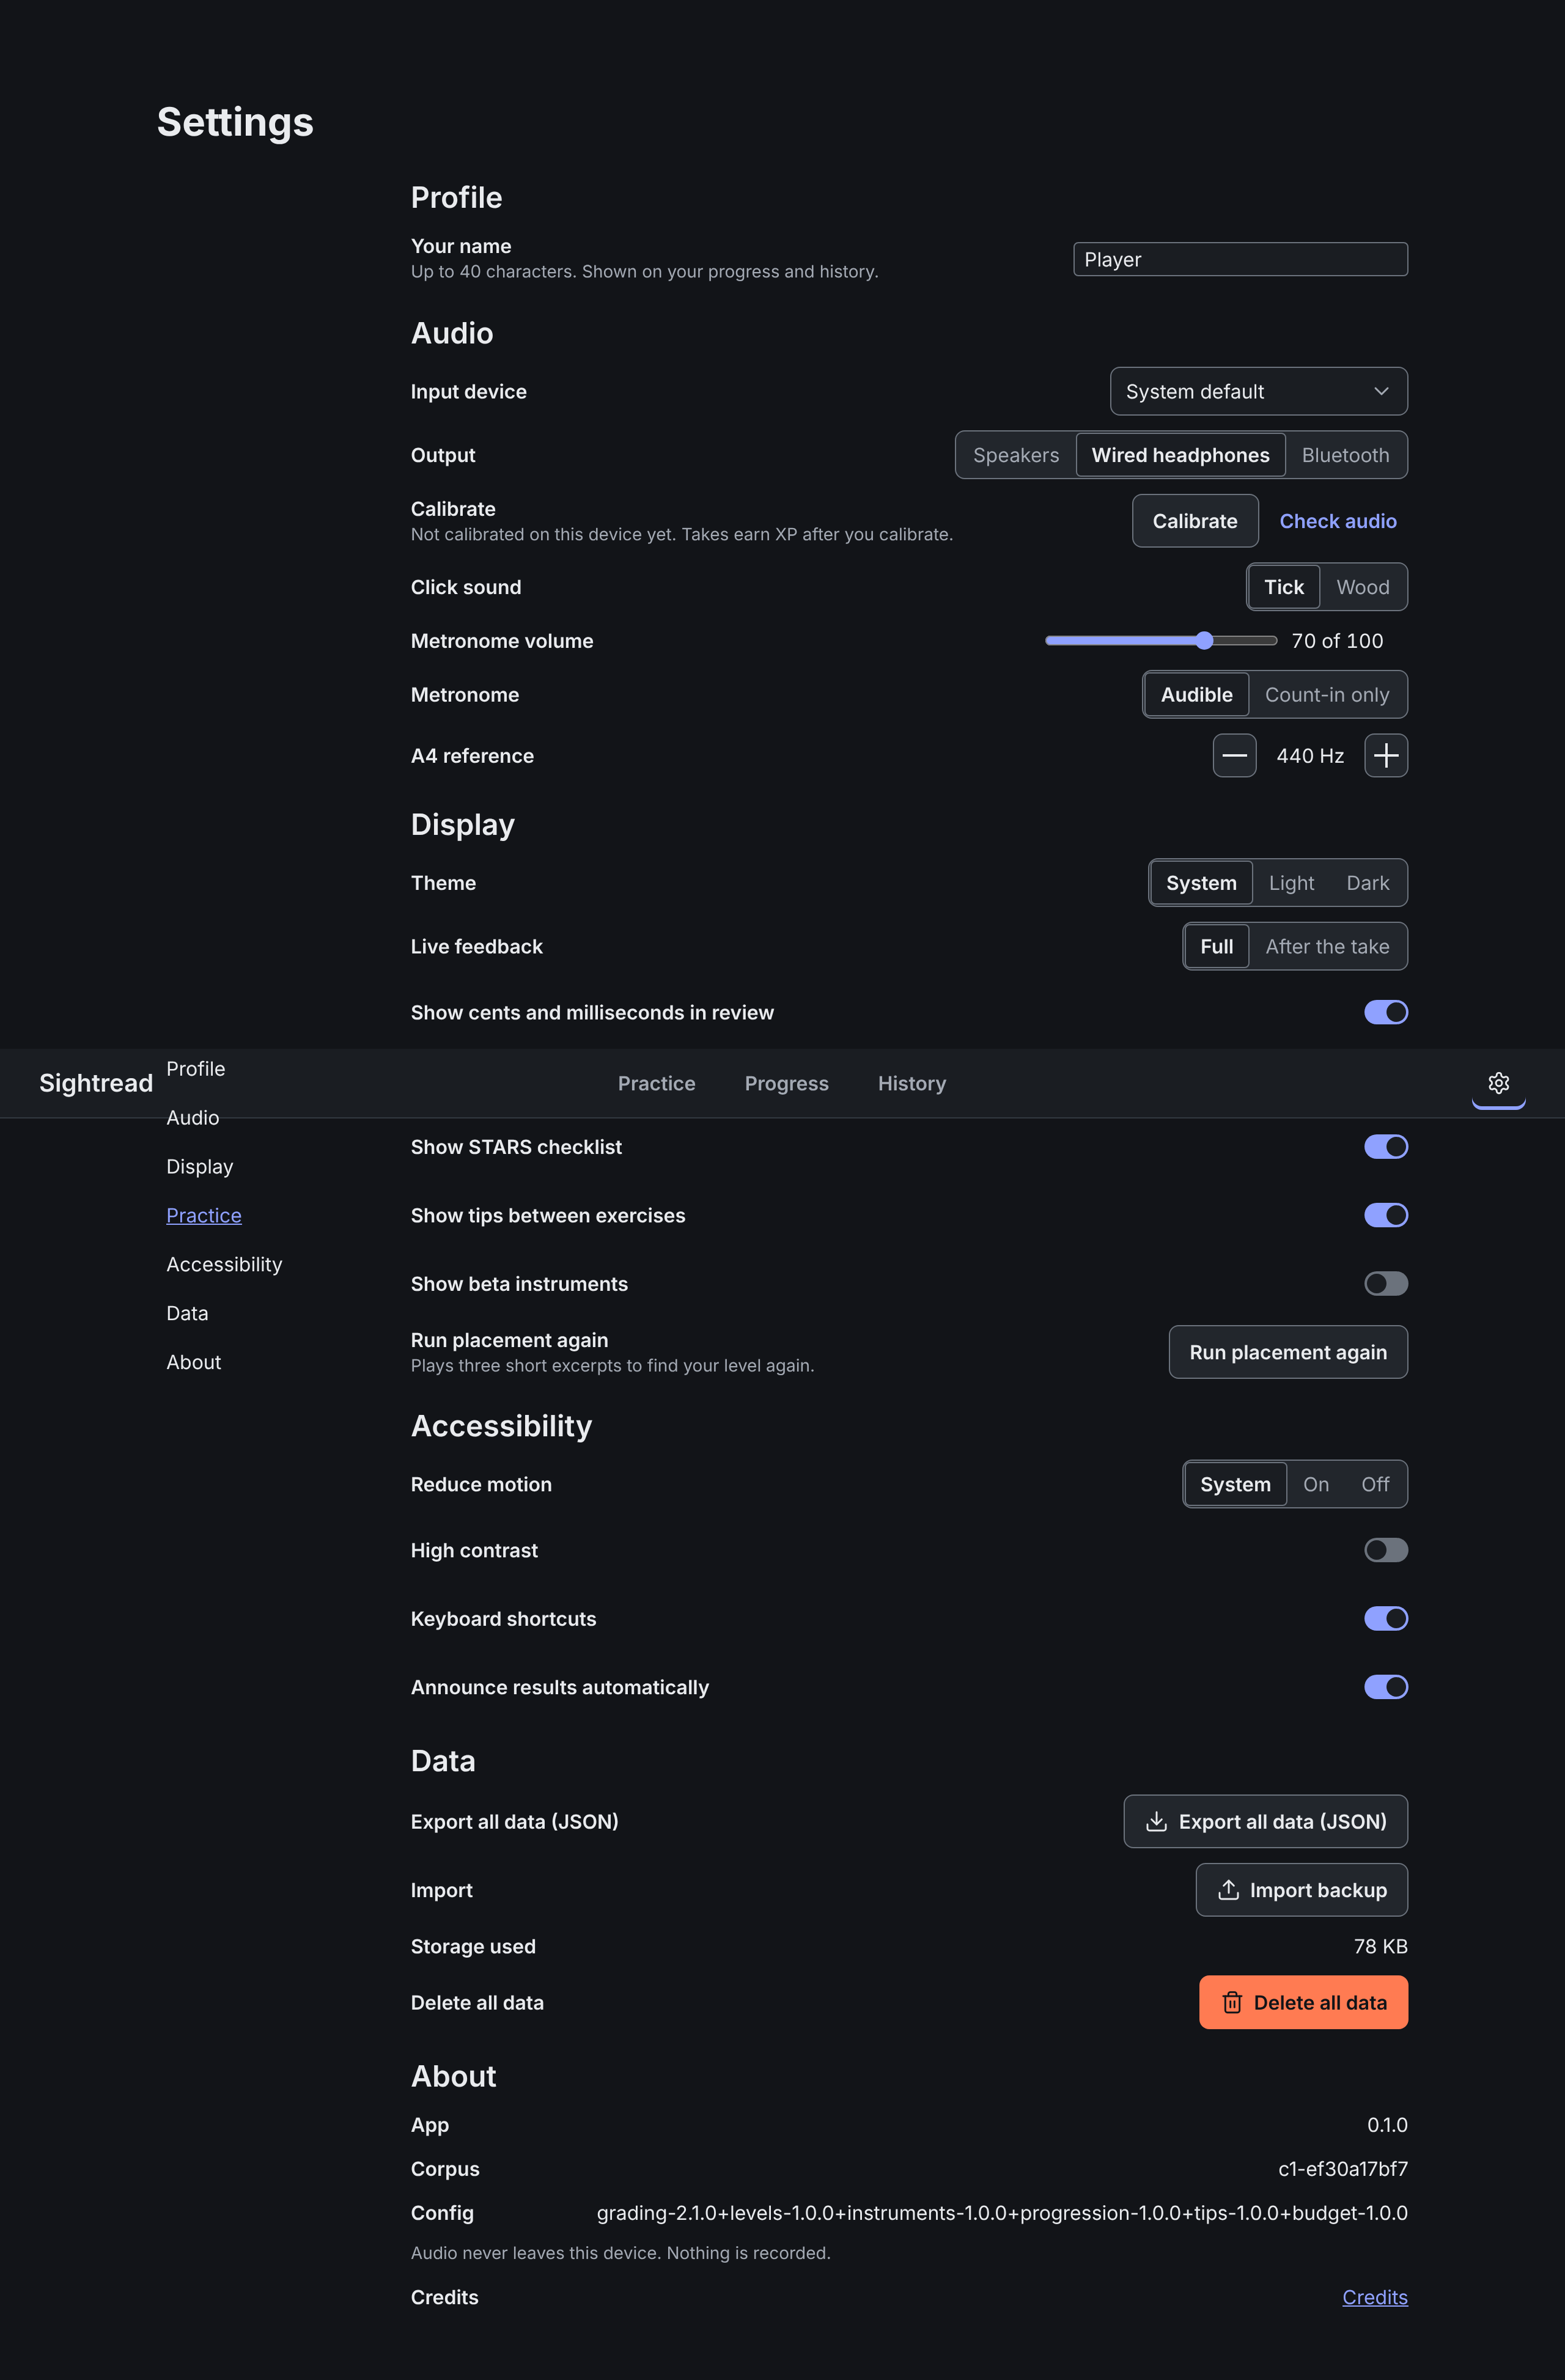 Settings
Profile
Your name
Up to 40 characters. Shown on your progress and history.
Player
Audio
Input device
System default
Output
Speakers
Wired headphones
Bluetooth
Calibrate
Not calibrated on this device yet. Takes earn XP after you calibrate.
Calibrate
Check audio
Click sound
Tick
Wood
Metronome volume
70 of 100
Metronome
Audible
Count-in only
A4 reference
440 Hz
Display
Theme
System
Light
Dark
Live feedback
Full
After the take
Show cents and milliseconds in review
Sightread
Practice
Progress
History
Profile
Audio
Display
Practice
Accessibility
Data
About
Show STARS checklist
Show tips between exercises
Show beta instruments
Run placement again
Plays three short excerpts to find your level again.
Run placement again
Accessibility
Reduce motion
System
On
Off
High contrast
Keyboard shortcuts
Announce results automatically
Data
Export all data (JSON)
Export all data (JSON)
Import
Import backup
Storage used
78 KB
Delete all data
Delete all data
About
App
0.1.0
Corpus
c1-ef30a17bf7
Config
grading-2.1.0+levels-1.0.0+instruments-1.0.0+progression-1.0.0+tips-1.0.0+budget-1.0.0
Audio never leaves this device. Nothing is recorded.
Credits
Credits